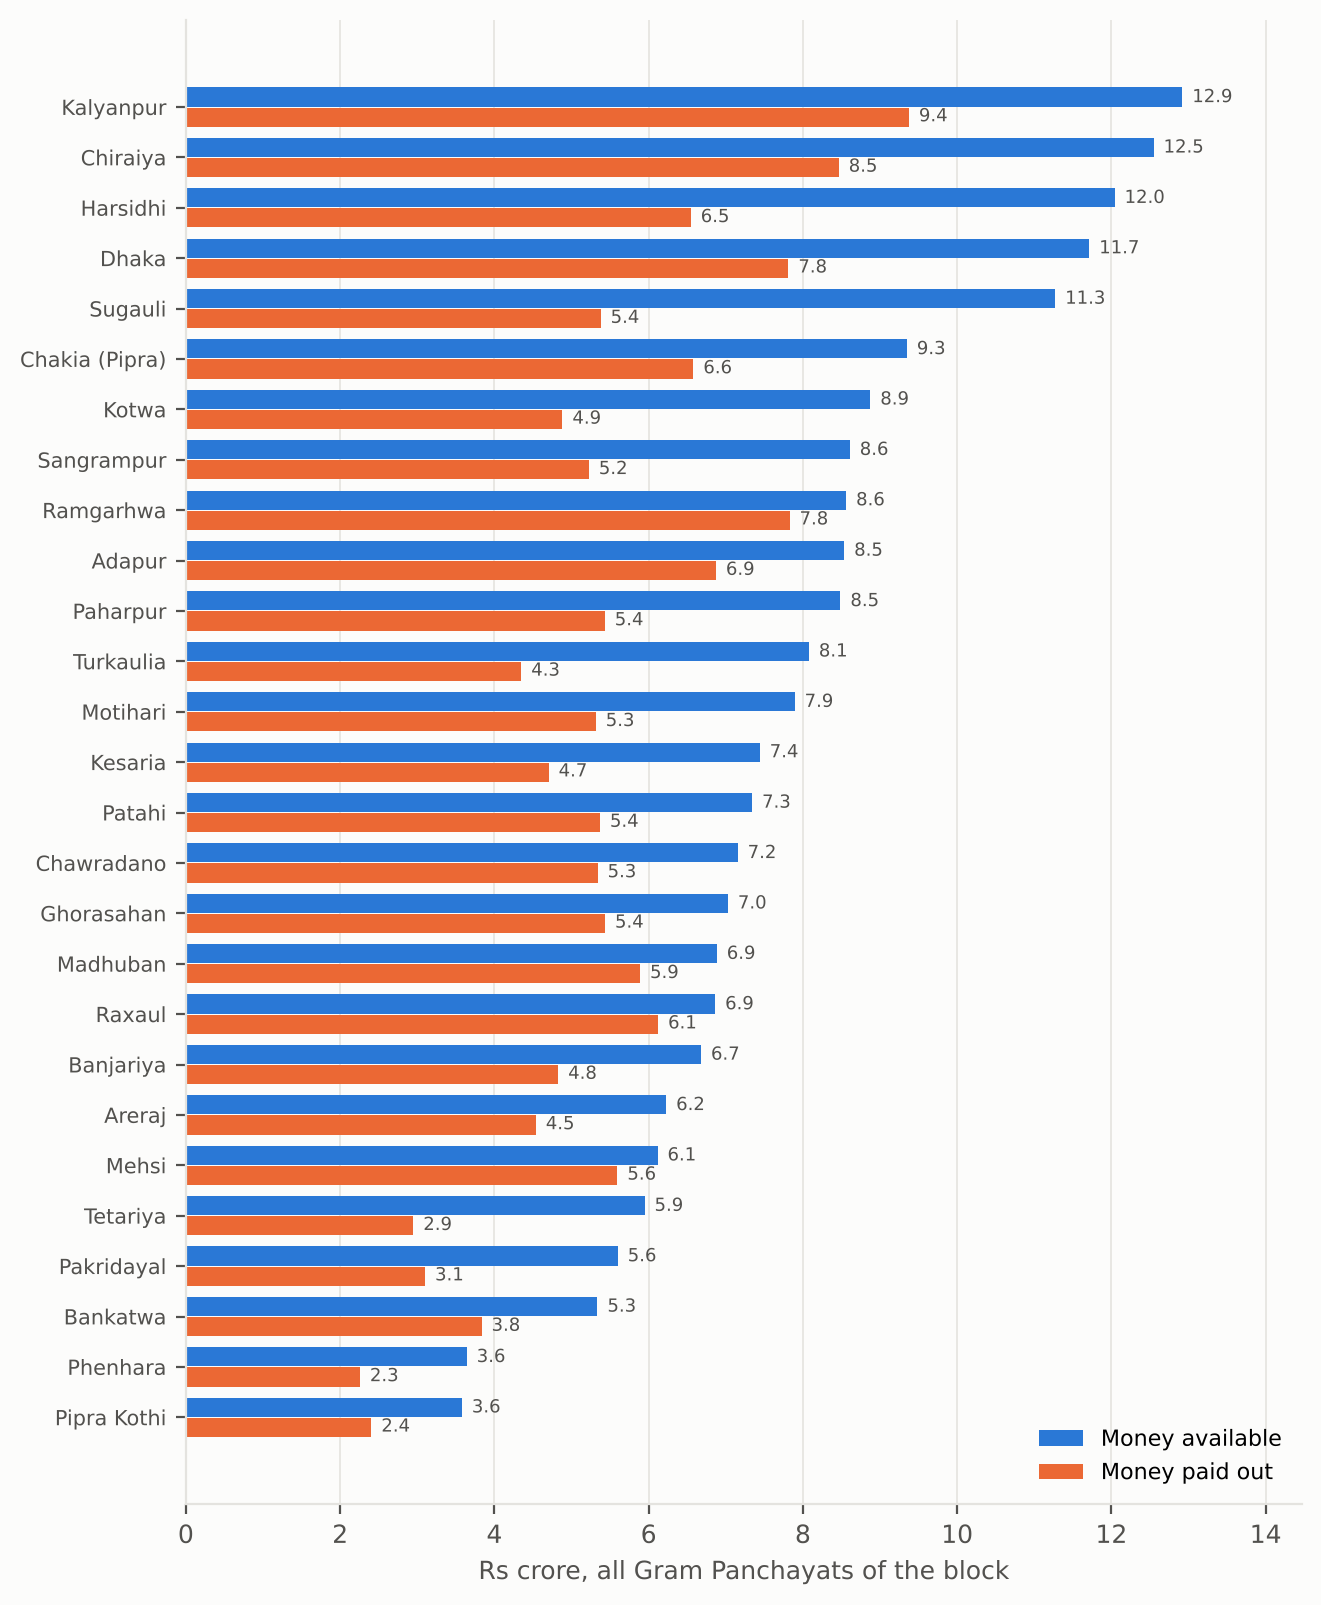 Kalyanpur 12.9
9.4
Chiraiya 12.5
8.5
Harsidhi 12.0
6.5
Dhaka 11.7
7.8
Sugauli 11.3
5.4
Chakia (Pipra) 9.3
6.6
Kotwa 8.9
4.9
Sangrampur 8.6
5.2
Ramgarhwa 8.6
7.8
Adapur 8.5
6.9
Paharpur 8.5
5.4
Turkaulia 8.1
4.3
Motihari 7.9
5.3
Kesaria 7.4
4.7
Patahi 7.3
5.4
Chawradano 7.2
5.3
Ghorasahan 7.0
5.4
Madhuban 6.9
5.9
Raxaul 6.9
6.1
Banjariya 6.7
4.8
Areraj 6.2
4.5
Mehsi 6.1
5.6
Tetariya 5.9
2.9
Pakridayal 5.6
3.1
Bankatwa 5.3
3.8
Phenhara 3.6
2.3
Pipra Kothi 3.6
2.4
Money available
Money paid out
0 2 4 6 8 10 12 14
Rs crore, all Gram Panchayats of the block